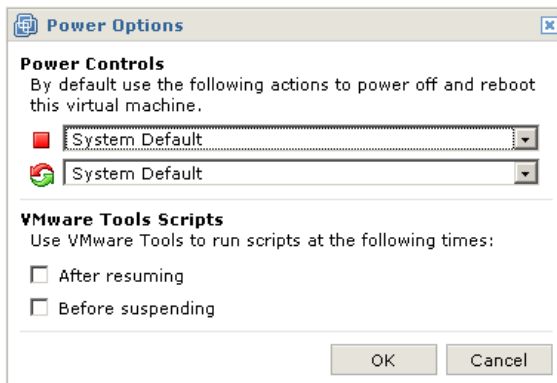 Power Options
Power Controls
By default use the following actions to power off and reboot
this virtual machine.
System Default
System Default
VMware Tools Scripts
Use VMware Tools to run scripts at the following times:
After resuming
Before suspending
OK
Cancel